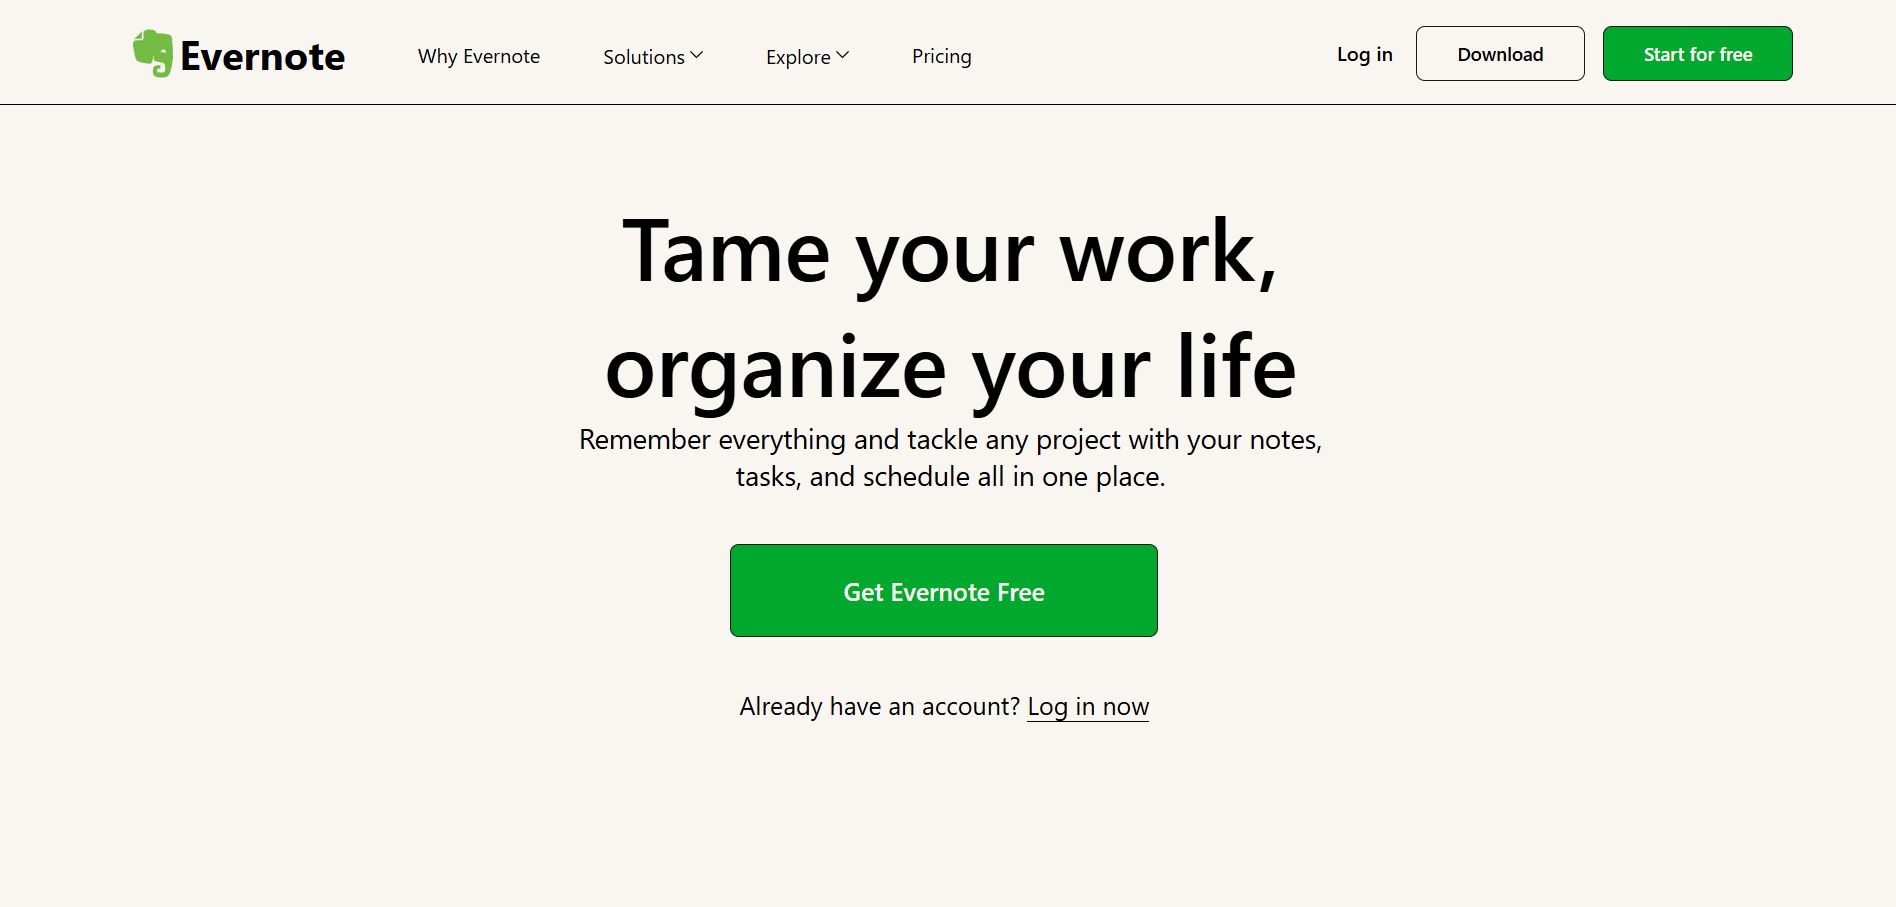 Evernote
Why Evernote
Solutions
Explore
Pricing
Log in
Download
Start for free
Tame your work,
organize your life
Remember everything and tackle any project with your notes,
tasks, and schedule all in one place.
Get Evernote Free
Already have an account? Log in now